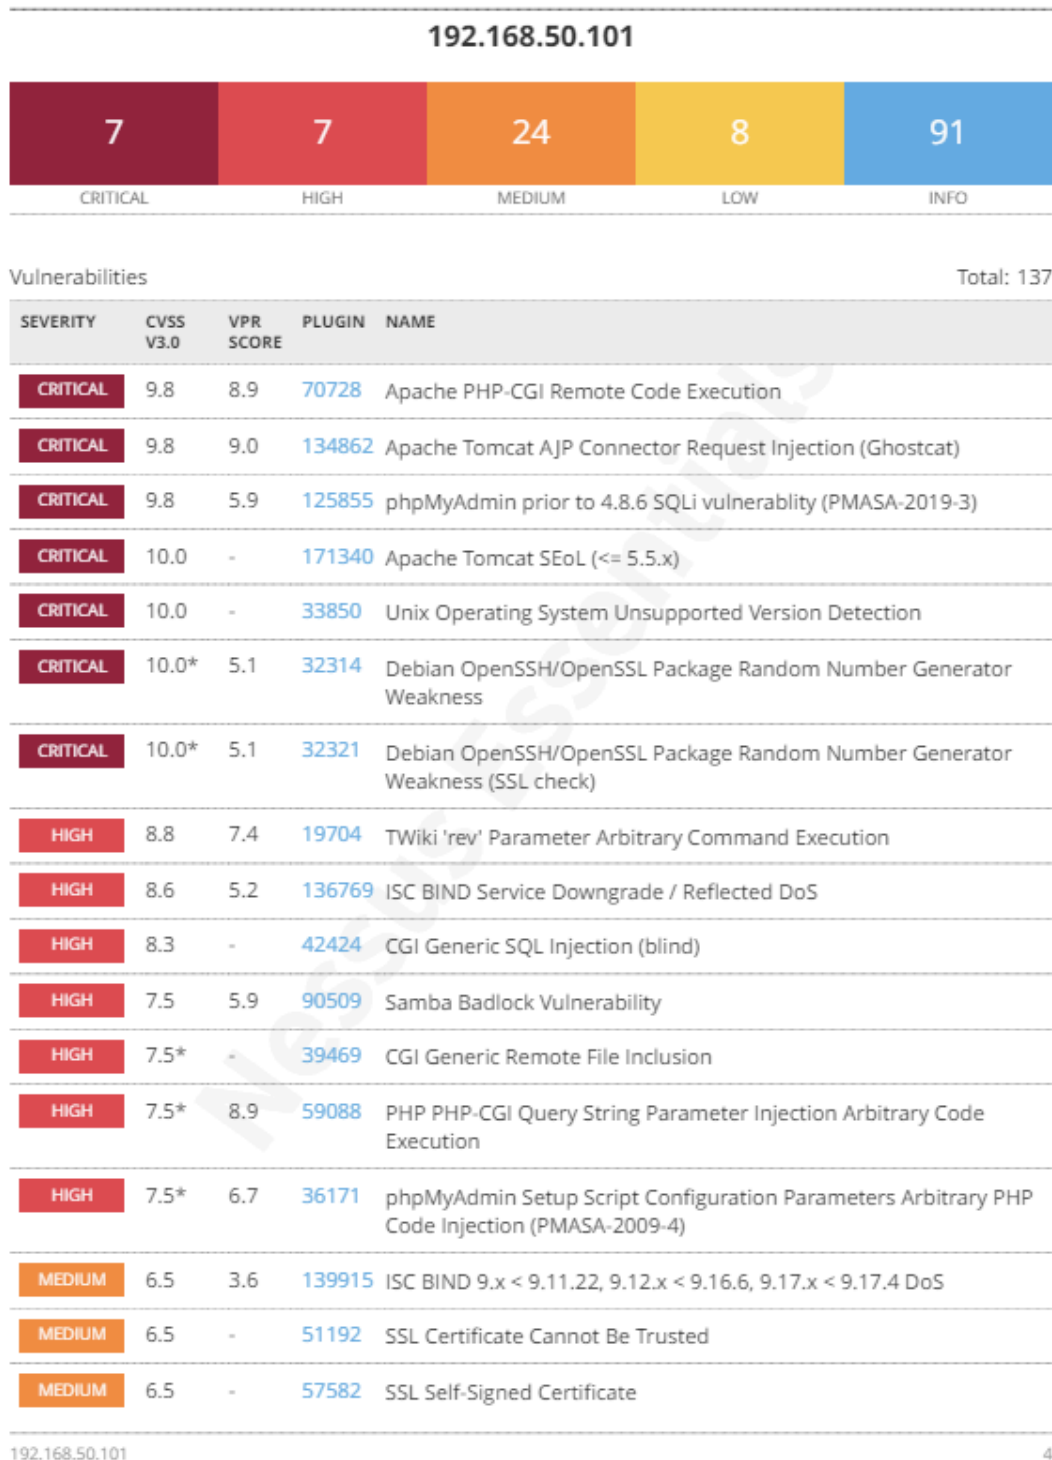 192.168.50.101
7 7 24 8 91
CRITICAL HIGH MEDIUM LOW INFO
Vulnerabilities Total: 137
SEVERITY CVSS VPR PLUGIN NAME
V3.0 SCORE
CRITICAL 9.8 8.9 70728 Apache PHP-CGI Remote Code Execution
CRITICAL 9.8 9.0 134862 Apache Tomcat AJP Connector Request Injection (Ghostcat)
CRITICAL 9.8 5.9 125855 phpMyAdmin prior to 4.8.6 SQLi vulnerablity (PMASA-2019-3)
CRITICAL 10.0 - 171340 Apache Tomcat SEoL (<= 5.5.x)
CRITICAL 10.0 - 33850 Unix Operating System Unsupported Version Detection
CRITICAL 10.0* 5.1 32314 Debian OpenSSH/OpenSSL Package Random Number Generator
Weakness
CRITICAL 10.0* 5.1 32321 Debian OpenSSH/OpenSSL Package Random Number Generator
Weakness (SSL check)
HIGH 8.8 7.4 19704 TWiki 'rev' Parameter Arbitrary Command Execution
HIGH 8.6 5.2 136769 ISC BIND Service Downgrade / Reflected DoS
HIGH 8.3 - 42424 CGI Generic SQL Injection (blind)
HIGH 7.5 5.9 90509 Samba Badlock Vulnerability
HIGH 7.5* - 39469 CGI Generic Remote File Inclusion
HIGH 7.5* 8.9 59088 PHP PHP-CGI Query String Parameter Injection Arbitrary Code
Execution
HIGH 7.5* 6.7 36171 phpMyAdmin Setup Script Configuration Parameters Arbitrary PHP
Code Injection (PMASA-2009-4)
MEDIUM 6.5 3.6 139915 ISC BIND 9.x < 9.11.22, 9.12.x < 9.16.6, 9.17.x < 9.17.4 DoS
MEDIUM 6.5 - 51192 SSL Certificate Cannot Be Trusted
MEDIUM 6.5 - 57582 SSL Self-Signed Certificate
Nessus Essentials
192.168.50.101 4